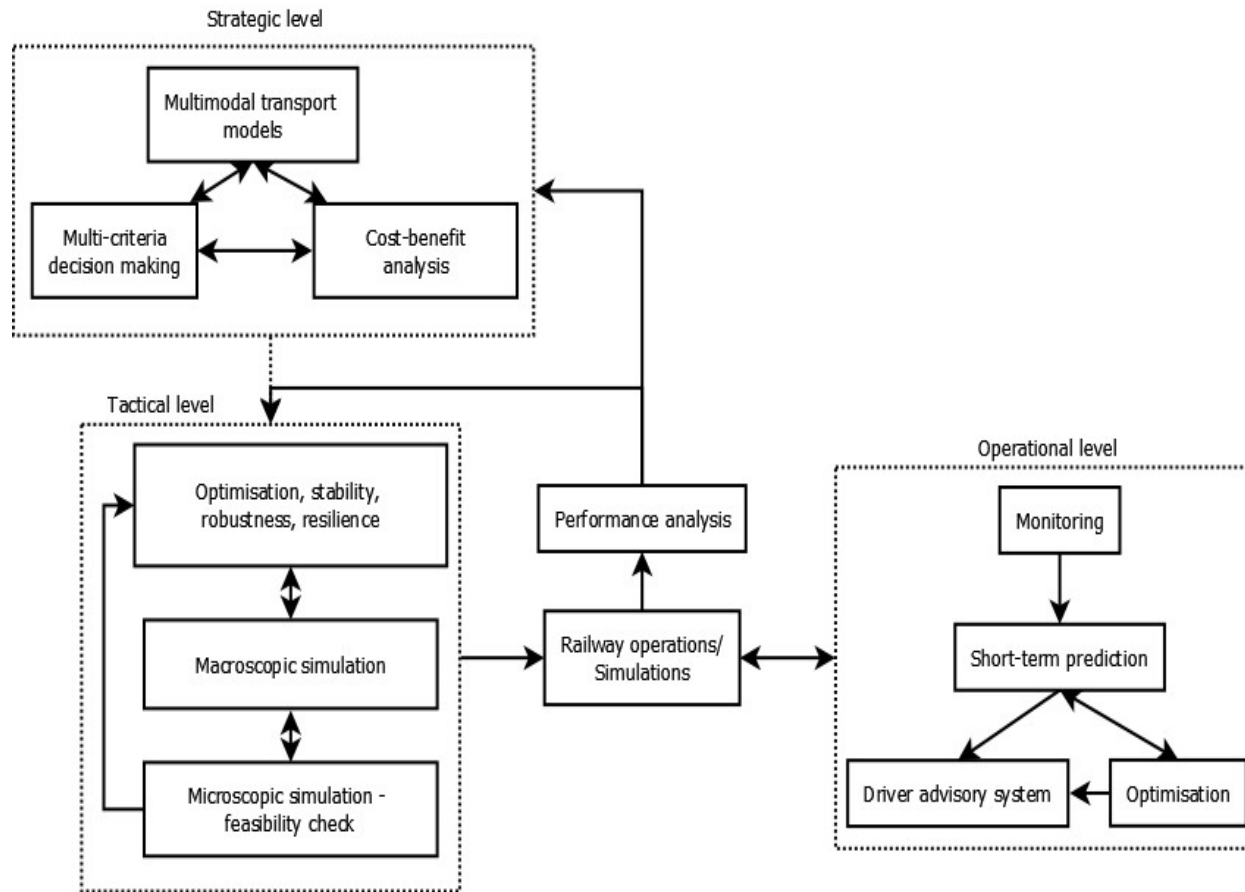 Strategic level
Multimodal transport
models
Multi-criteria
decision making
Cost-benefit
analysis
Tactical level
Optimisation, stability,
robustness, resilience
Macroscopic simulation
Microscopic simulation -
feasibility check
Performance analysis
Railway operations/
Simulations
Operational level
Monitoring
Short-term prediction
Driver advisory system
Optimisation